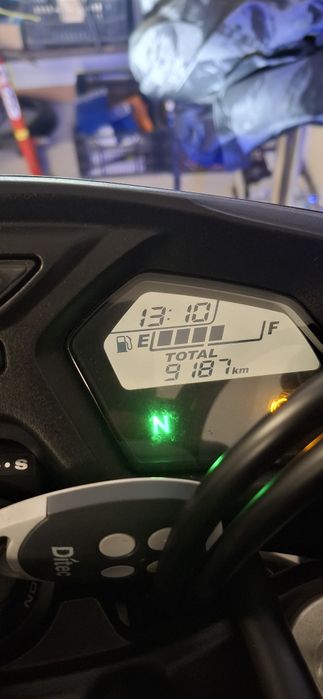 13:10
E F
TOTAL
9187 km
N
S
Ditec